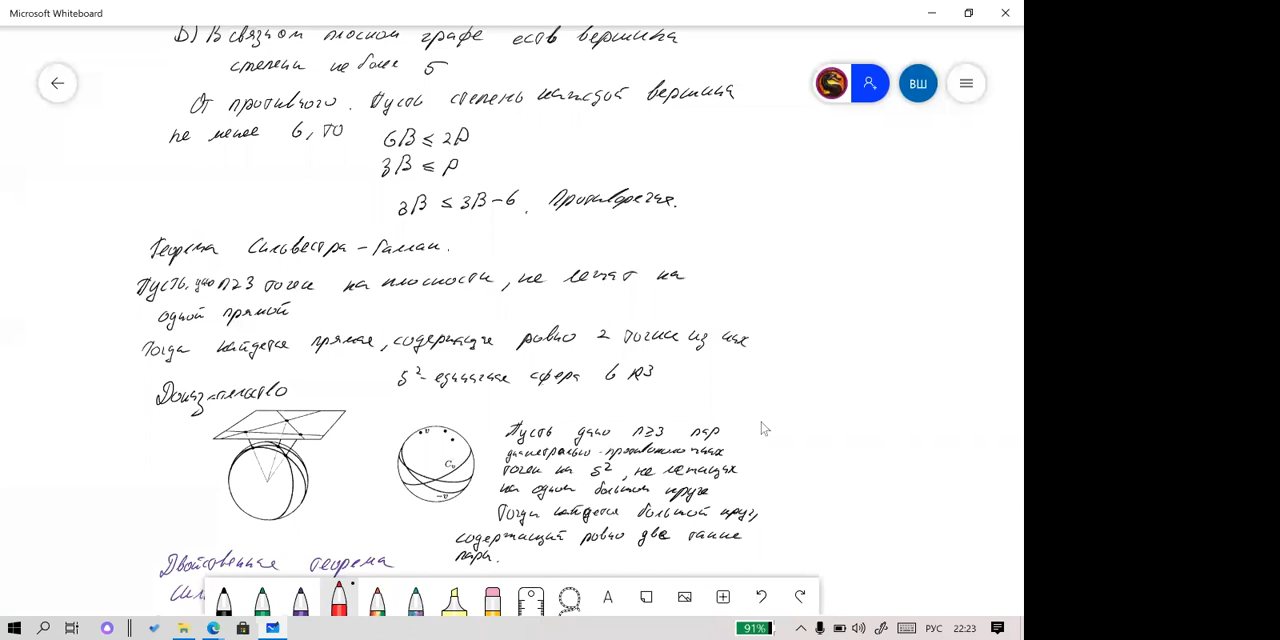 Microsoft Whiteboard
D) В связном плоском графе есть вершина
степени не более 5
От противного. Пусть степень каждой вершины
не менее 6, то
6В ≤ 2Р
3В ≤ Р
3В ≤ 3В-6. Противоречие.
ВШ
Теорема Сильвестра-Галлаи.
Пусть дано n≥3 точек на плоскости, не лежат на
одной прямой
Тогда найдется прямая, содержащая ровно 2 точки из них
Доказательство
S²-единичная сфера в R3
v
Cv
-v
Пусть дано n≥3 пар
диаметрально-противоположных
точек на S², не лежащих
на одном большом круге
Тогда найдется большой круг,
содержащий ровно две такие
пары.
Двойственная теорема
Сил
A
91%
РУС
22:23